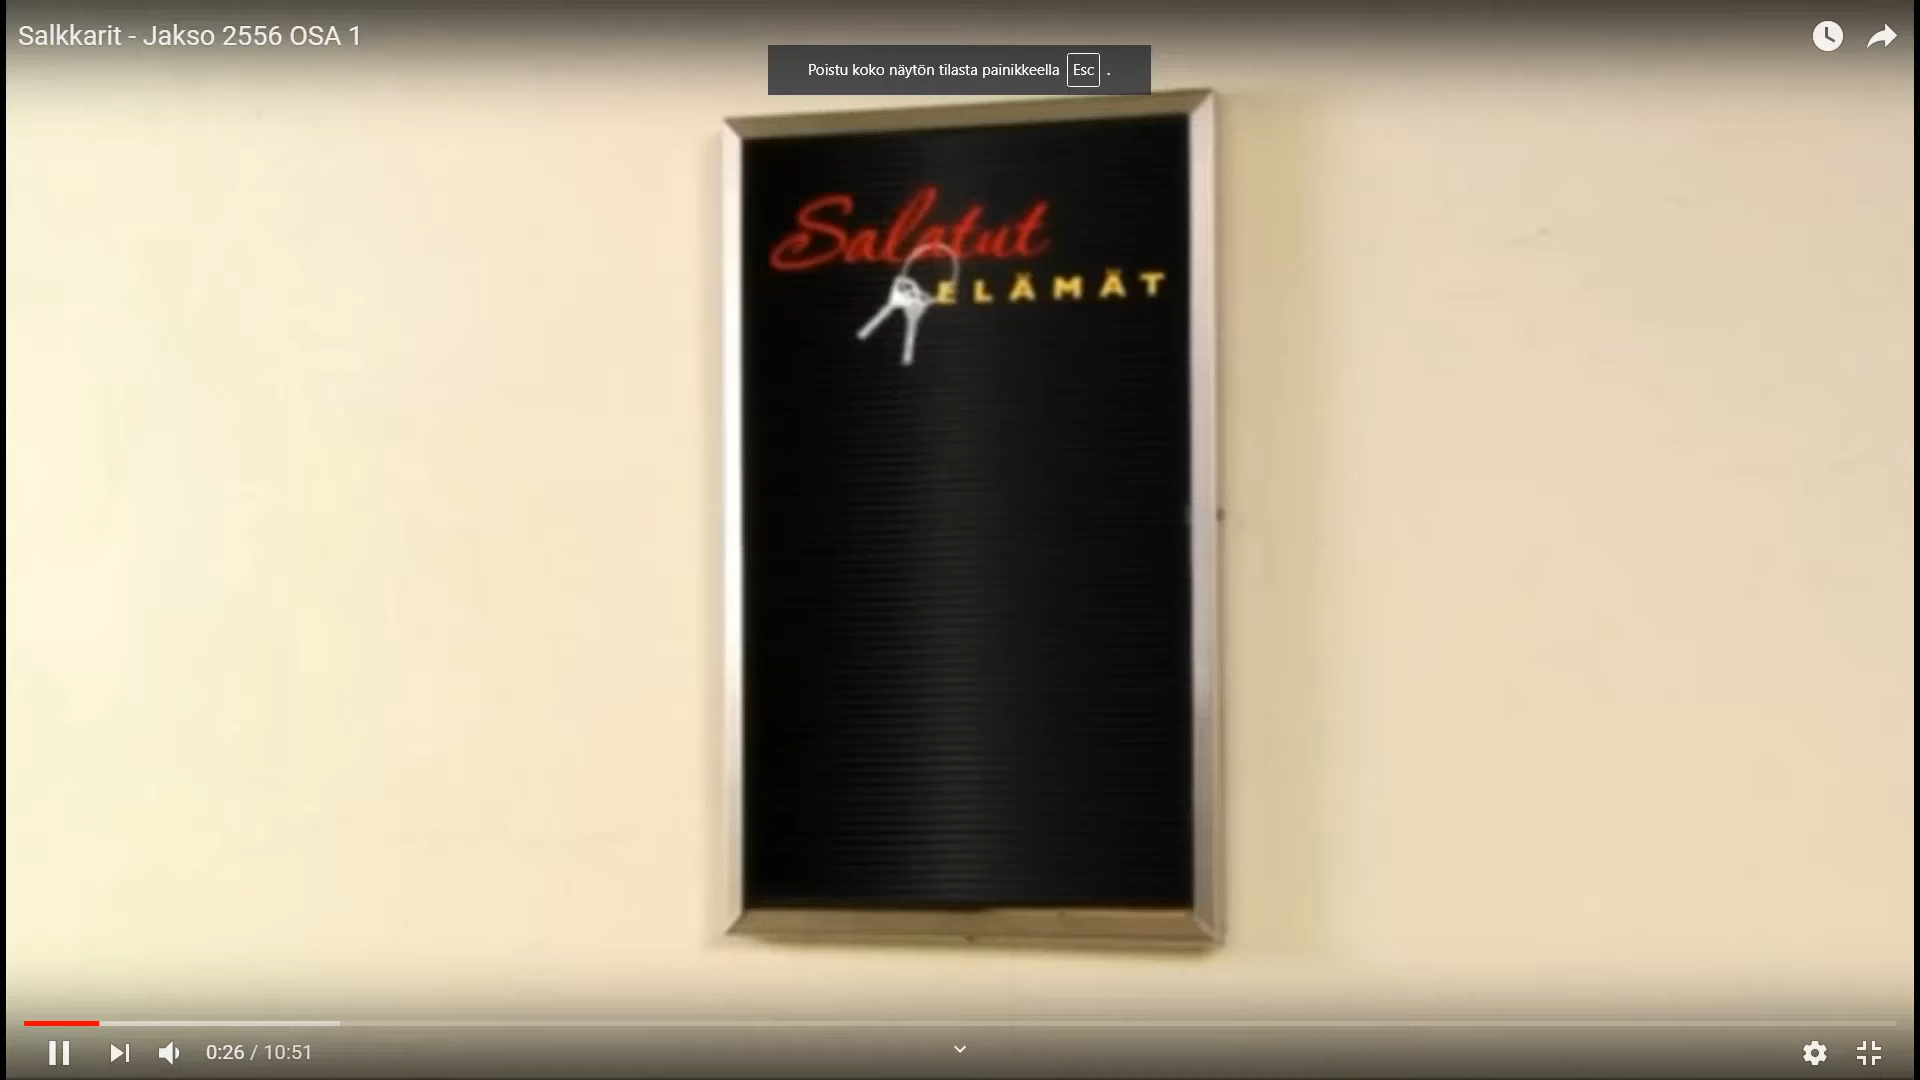 Salkkarit - Jakso 2556 OSA 1
Poistu koko näytön tilasta painikkeella Esc .
Salatut
ELÄMÄT
0:26 / 10:51